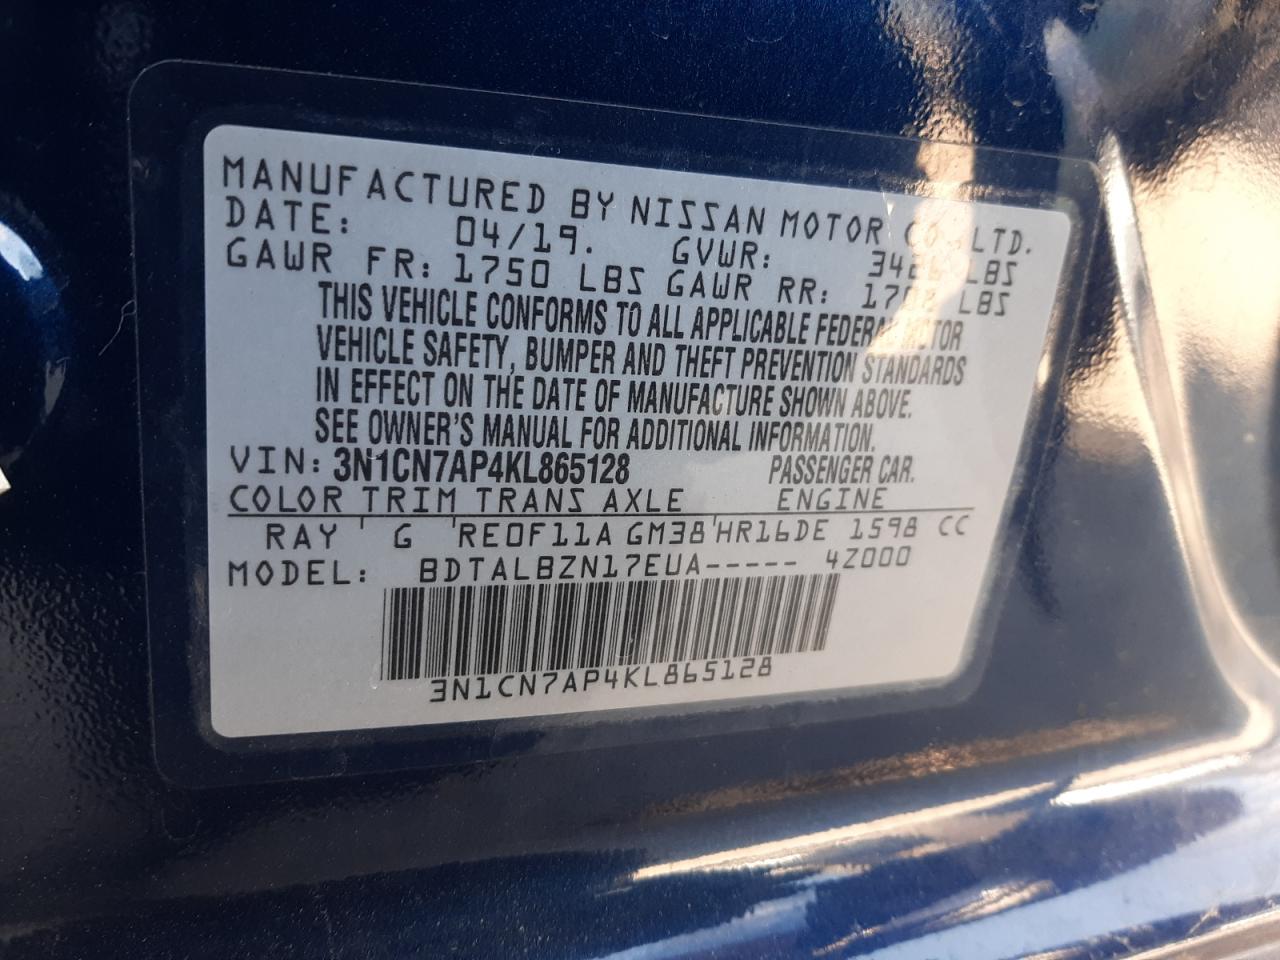 MANUFACTURED BY NISSAN MOTOR CO., LTD.
DATE: 04/19. GVWR: LBS
GAWR FR: 1750 LBS GAWR RR: LBS
THIS VEHICLE CONFORMS TO ALL APPLICABLE FEDERAL MOTOR
VEHICLE SAFETY, BUMPER AND THEFT PREVENTION STANDARDS
IN EFFECT ON THE DATE OF MANUFACTURE SHOWN ABOVE.
SEE OWNER'S MANUAL FOR ADDITIONAL INFORMATION.
VIN: 3N1CN7AP4KL865128 PASSENGER CAR.
COLOR TRIM TRANS AXLE ENGINE
RAY ' G 'RE0F11A GM38'HR16DE 1598 CC
MODEL: BDTALBZN17EUA----- 4Z000
3N1CN7AP4KL865128